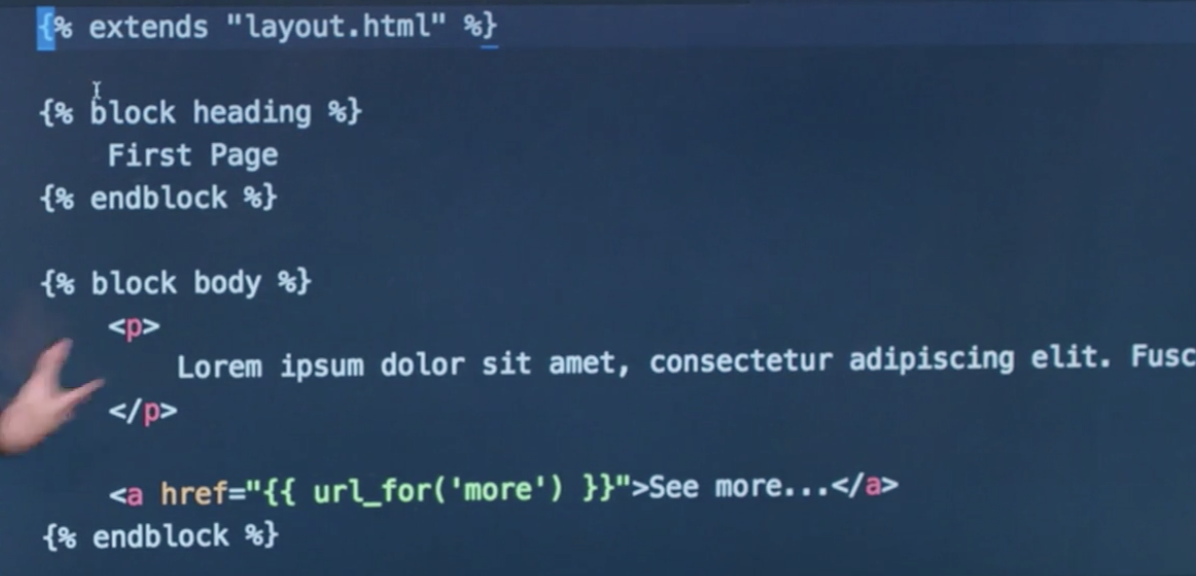 {% extends "layout.html" %}
{% block heading %}
First Page
{% endblock %}
{% block body %}
<p>
Lorem ipsum dolor sit amet, consectetur adipiscing elit. Fusc
</p>
<a href="{{ url_for('more') }}">See more...</a>
{% endblock %}